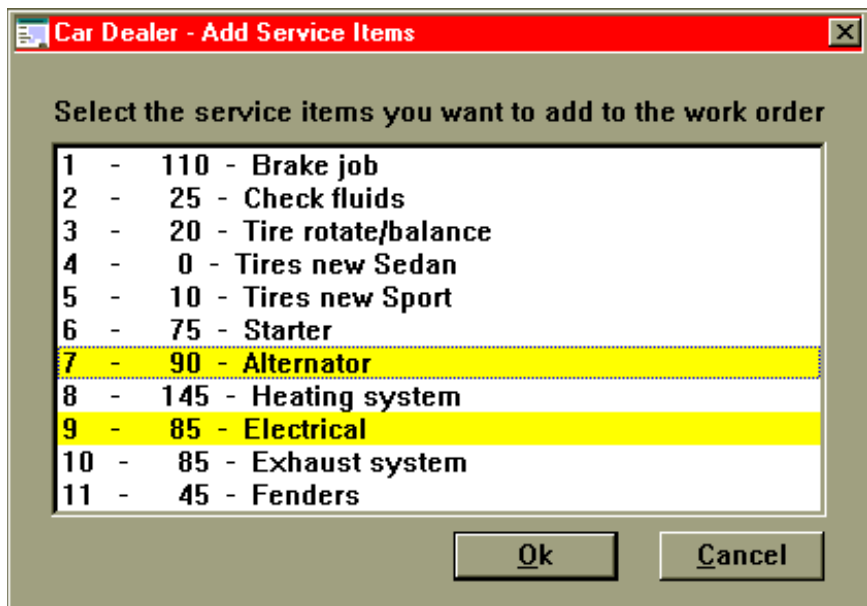 Car Dealer - Add Service Items
Select the service items you want to add to the work order
1 - 110 - Brake job
2 - 25 - Check fluids
3 - 20 - Tire rotate/balance
4 - 0 - Tires new Sedan
5 - 10 - Tires new Sport
6 - 75 - Starter
7 - 90 - Alternator
8 - 145 - Heating system
9 - 85 - Electrical
10 - 85 - Exhaust system
11 - 45 - Fenders
Ok Cancel